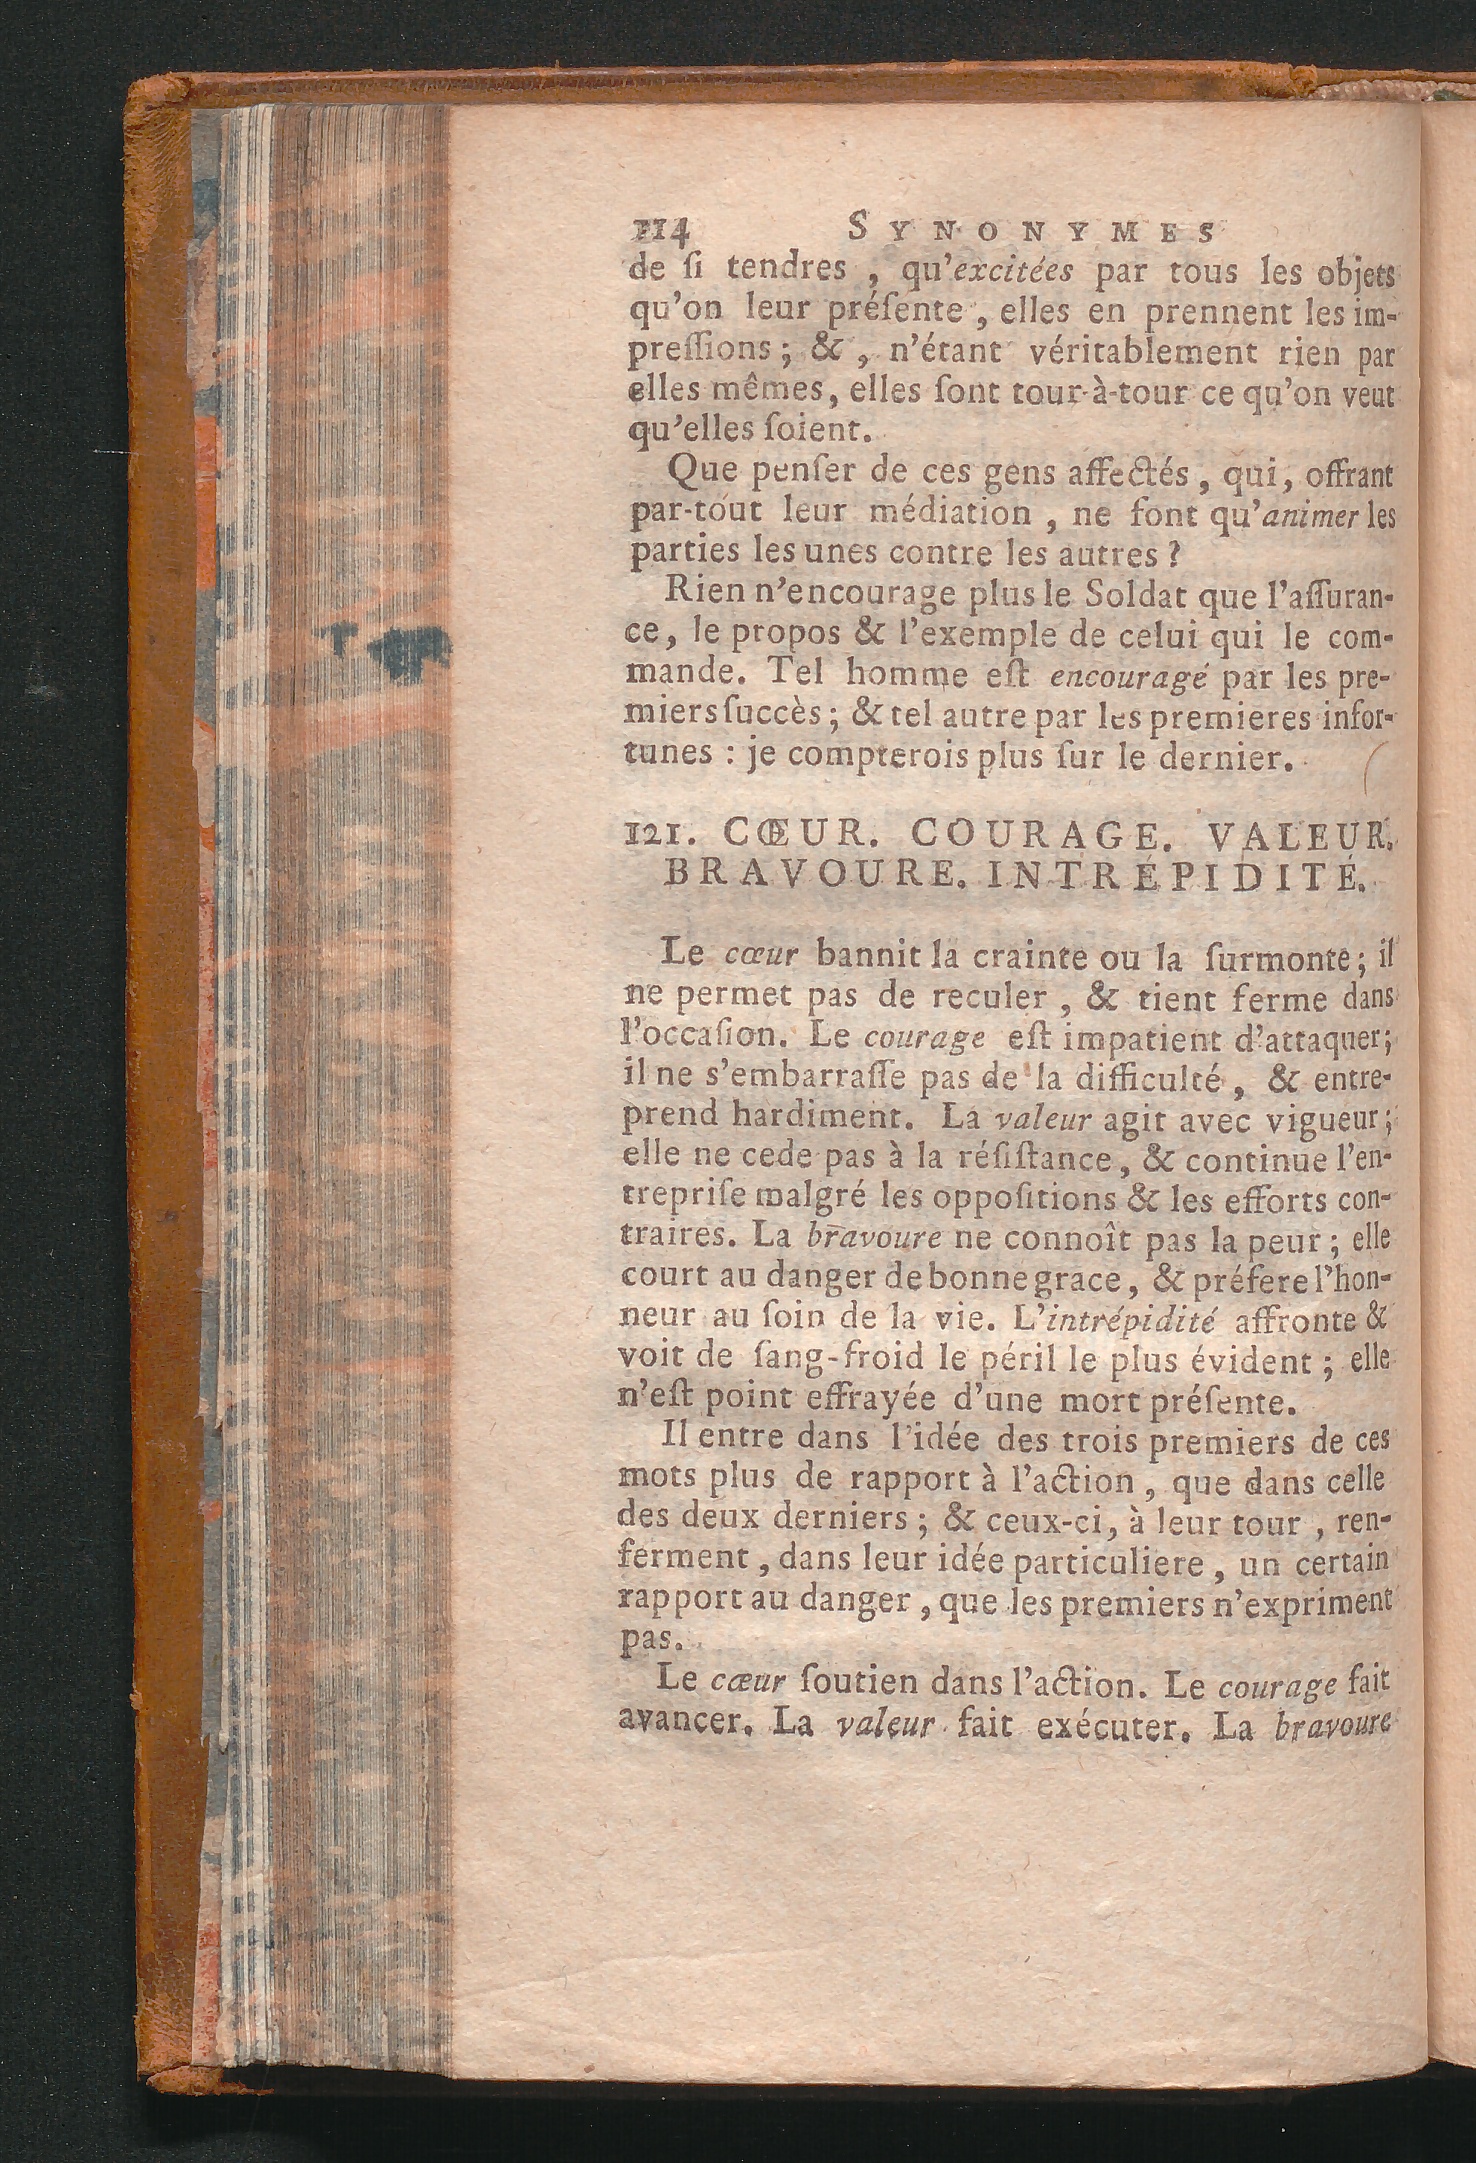 114 SYNONYMES
de ſi tendres , qu'excitées par tous les objets
qu'on leur préſente , elles en prennent les im-
preſſions ; & , n'étant véritablement rien par
elles mêmes, elles ſont tour-à-tour ce qu'on veut
qu'elles ſoient.
Que penſer de ces gens affectés , qui, offrant
par-tout leur médiation , ne font qu'animer les
parties les unes contre les autres ?
Rien n'encourage plus le Soldat que l'aſſuran-
ce, le propos & l'exemple de celui qui le com-
mande. Tel homme eſt encouragé par les pre-
miers ſuccès ; & tel autre par les premieres infor-
tunes : je compterois plus ſur le dernier.
121. CŒUR. COURAGE. VALEUR.
BRAVOURE. INTRÉPIDITÉ.
Le cœur bannit la crainte ou la ſurmonte ; il
ne permet pas de reculer , & tient ferme dans
l'occaſion. Le courage eſt impatient d'attaquer ;
il ne s'embarraſſe pas de la difficulté , & entre-
prend hardiment. La valeur agit avec vigueur ;
elle ne cede pas à la réſiſtance, & continue l'en-
trepriſe malgré les oppoſitions & les efforts con-
traires. La bravoure ne connoît pas la peur ; elle
court au danger de bonne grace, & préfere l'hon-
neur au ſoin de la vie. L'intrépidité affronte &
voit de ſang-froid le péril le plus évident ; elle
n'eſt point effrayée d'une mort préſente.
Il entre dans l'idée des trois premiers de ces
mots plus de rapport à l'action , que dans celle
des deux derniers ; & ceux-ci, à leur tour , ren-
ferment , dans leur idée particuliere , un certain
rapport au danger , que les premiers n'expriment
pas.
Le cœur ſoutien dans l'action. Le courage fait
avancer. La valeur fait exécuter. La bravoure